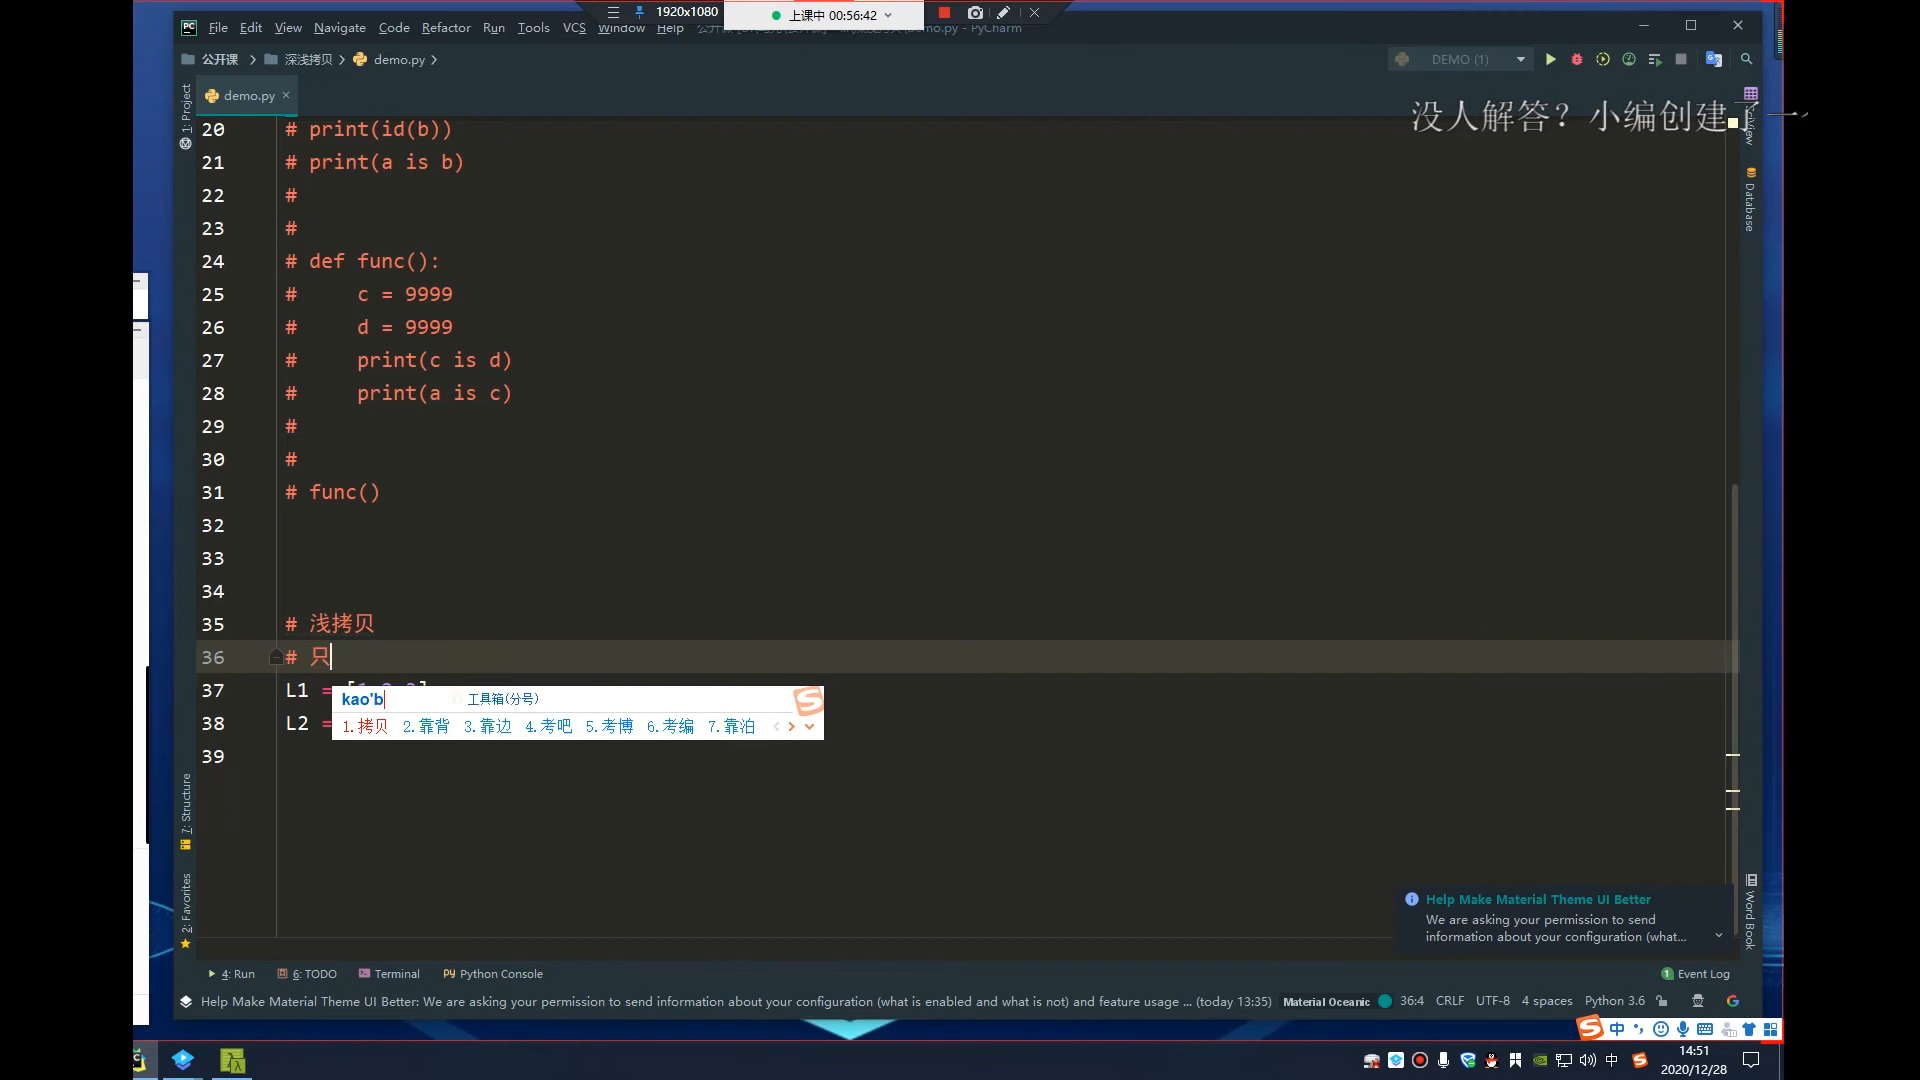 1920x1080
上课中 00:56:42
File Edit View Navigate Code Refactor Run Tools VCS Window Help demo.py - PyCharm
公开课 深浅拷贝 demo.py
DEMO (1)
demo.py
没人解答？小编创建了一
1: Project
SciView
Database
20 # print(id(b))
21 # print(a is b)
22 #
23 #
24 # def func():
25 #     c = 9999
26 #     d = 9999
27 #     print(c is d)
28 #     print(a is c)
29 #
30 #
31 # func()
32
33
34
35 # 浅拷贝
36 # 只
37 L1 =
38 L2 =
39
kao'b 工具箱(分号)
1.拷贝 2.靠背 3.靠边 4.考吧 5.考博 6.考编 7.靠泊
7: Structure
2: Favorites
Word Book
Help Make Material Theme UI Better
We are asking your permission to send
information about your configuration (what...
4: Run 6: TODO Terminal Python Console
1 Event Log
Help Make Material Theme UI Better: We are asking your permission to send information about your configuration (what is enabled and what is not) and feature usage ... (today 13:35) Material Oceanic 36:4 CRLF UTF-8 4 spaces Python 3.6
中
中
14:51
2020/12/28